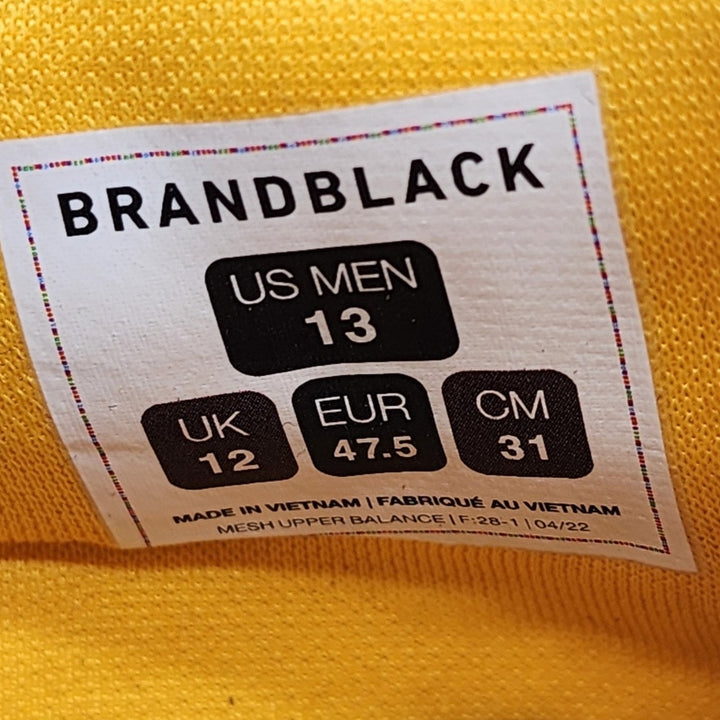 BRANDBLACK
US MEN
13
UK
12
EUR
47.5
CM
31
MADE IN VIETNAM | FABRIQUÉ AU VIETNAM
MESH UPPER BALANCE | F:28-1 | 04/22